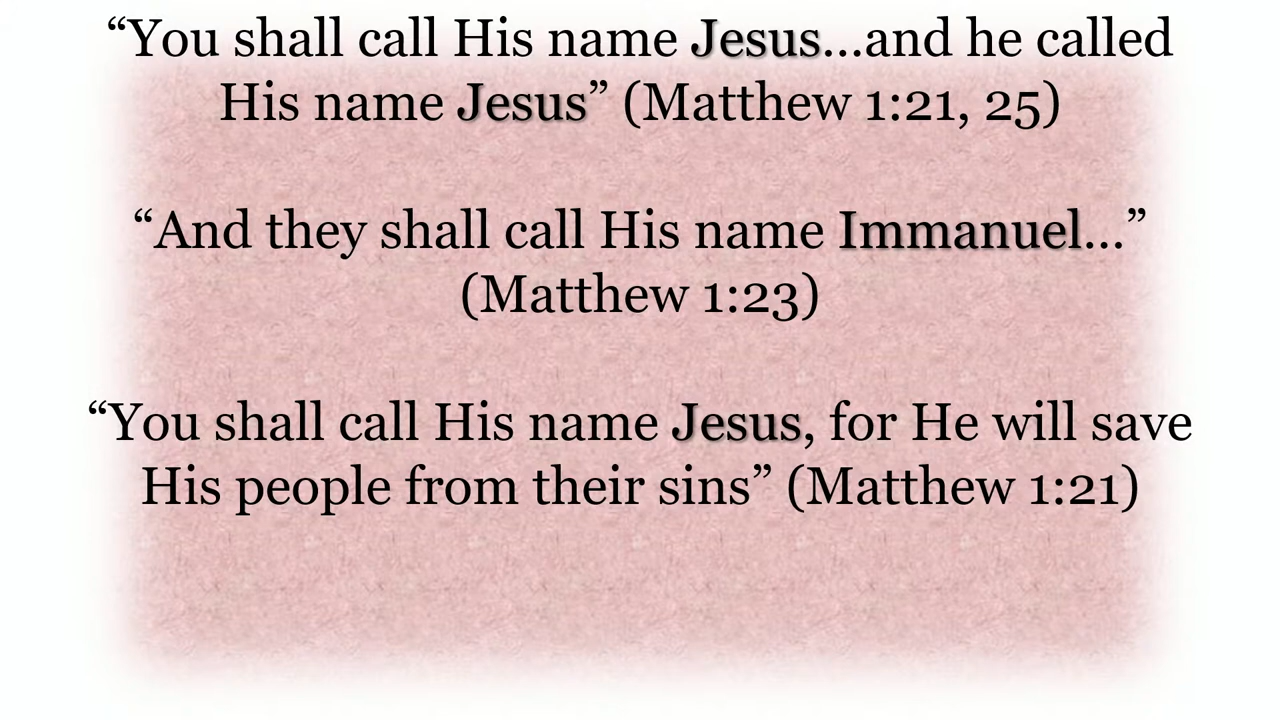 “You shall call His name Jesus...and he called
His name Jesus” (Matthew 1:21, 25)
“And they shall call His name Immanuel...”
(Matthew 1:23)
“You shall call His name Jesus, for He will save
His people from their sins” (Matthew 1:21)